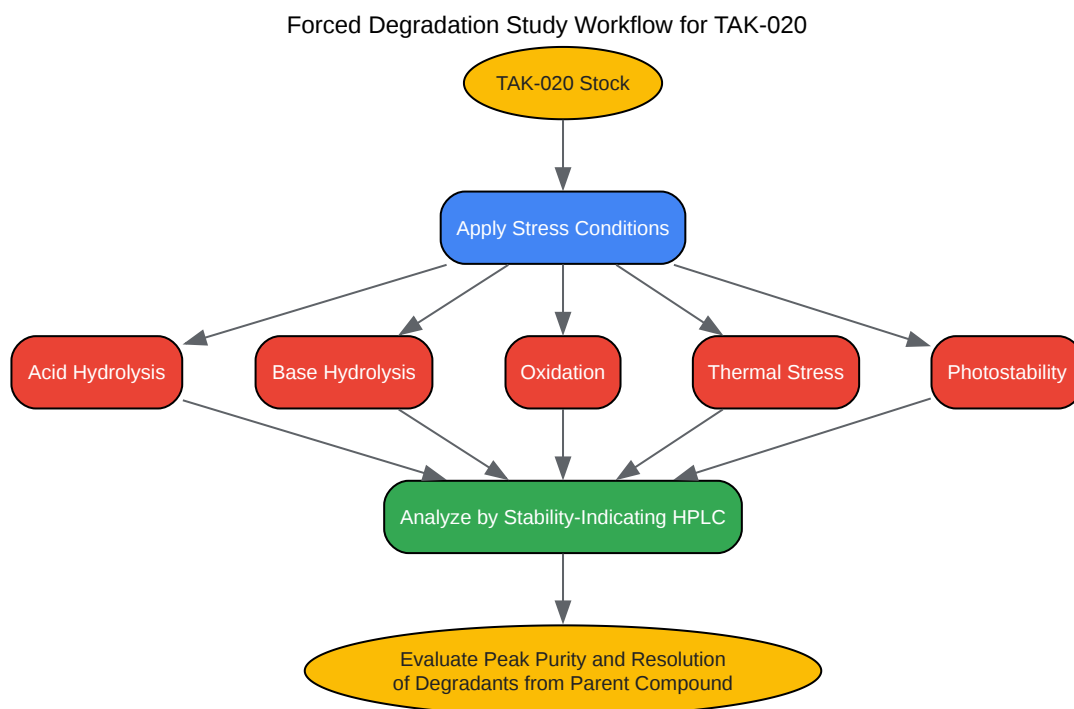 Forced Degradation Study Workflow for TAK-020
TAK-020 Stock
Apply Stress Conditions
Acid Hydrolysis
Base Hydrolysis
Oxidation
Thermal Stress
Photostability
Analyze by Stability-Indicating HPLC
Evaluate Peak Purity and Resolution
of Degradants from Parent Compound